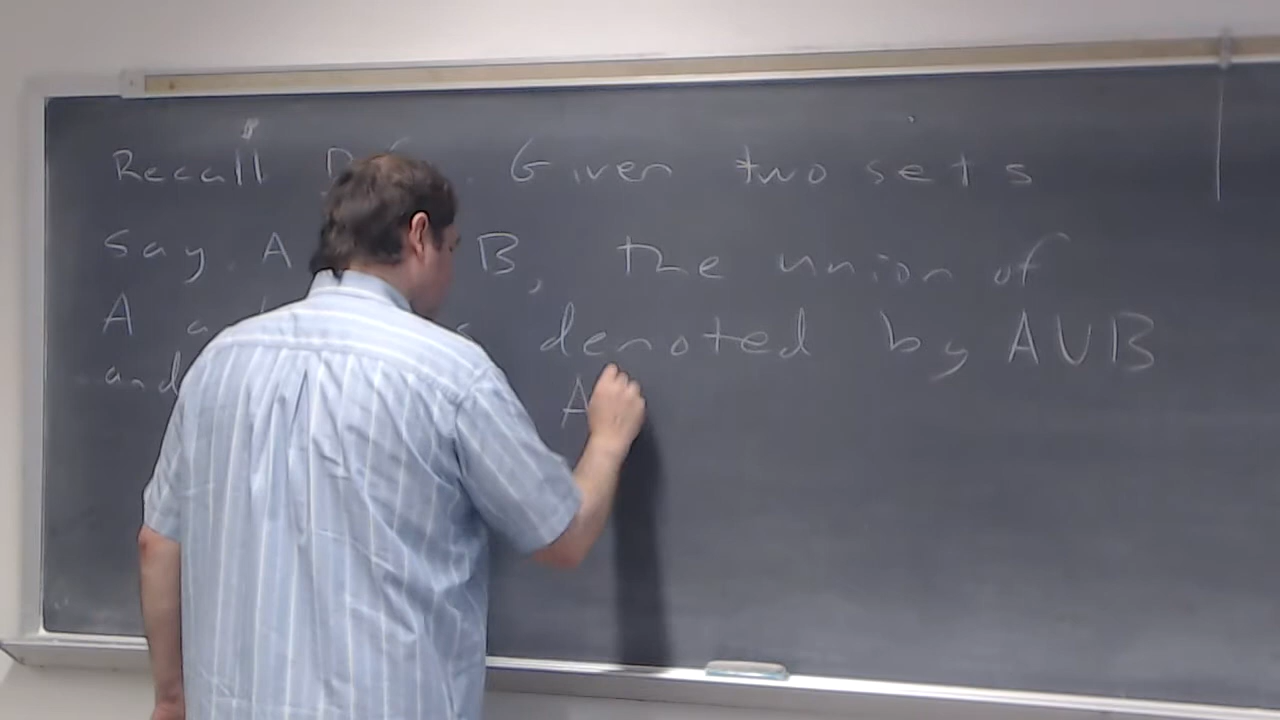 Recall Given two sets
say A B, the union of
A denoted by A∪B
and A